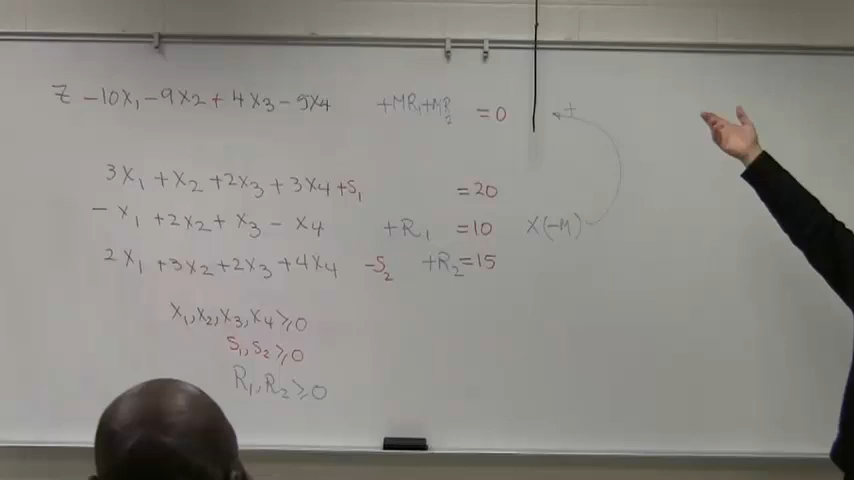 Z -10X₁ -9X₂ + 4X₃ - 9X₄ +MR₁+MR₂ = 0
+
3X₁ + X₂ + 2X₃ + 3X₄ + S₁ = 20
- X₁ + 2X₂ + X₃ - X₄ + R₁ = 10 X(-M)
2X₁ + 3X₂ + 2X₃ + 4X₄ - S₂ + R₂ = 15
X₁, X₂, X₃, X₄ ⩾ 0
S₁, S₂ ⩾ 0
R₁, R₂ ⩾ 0